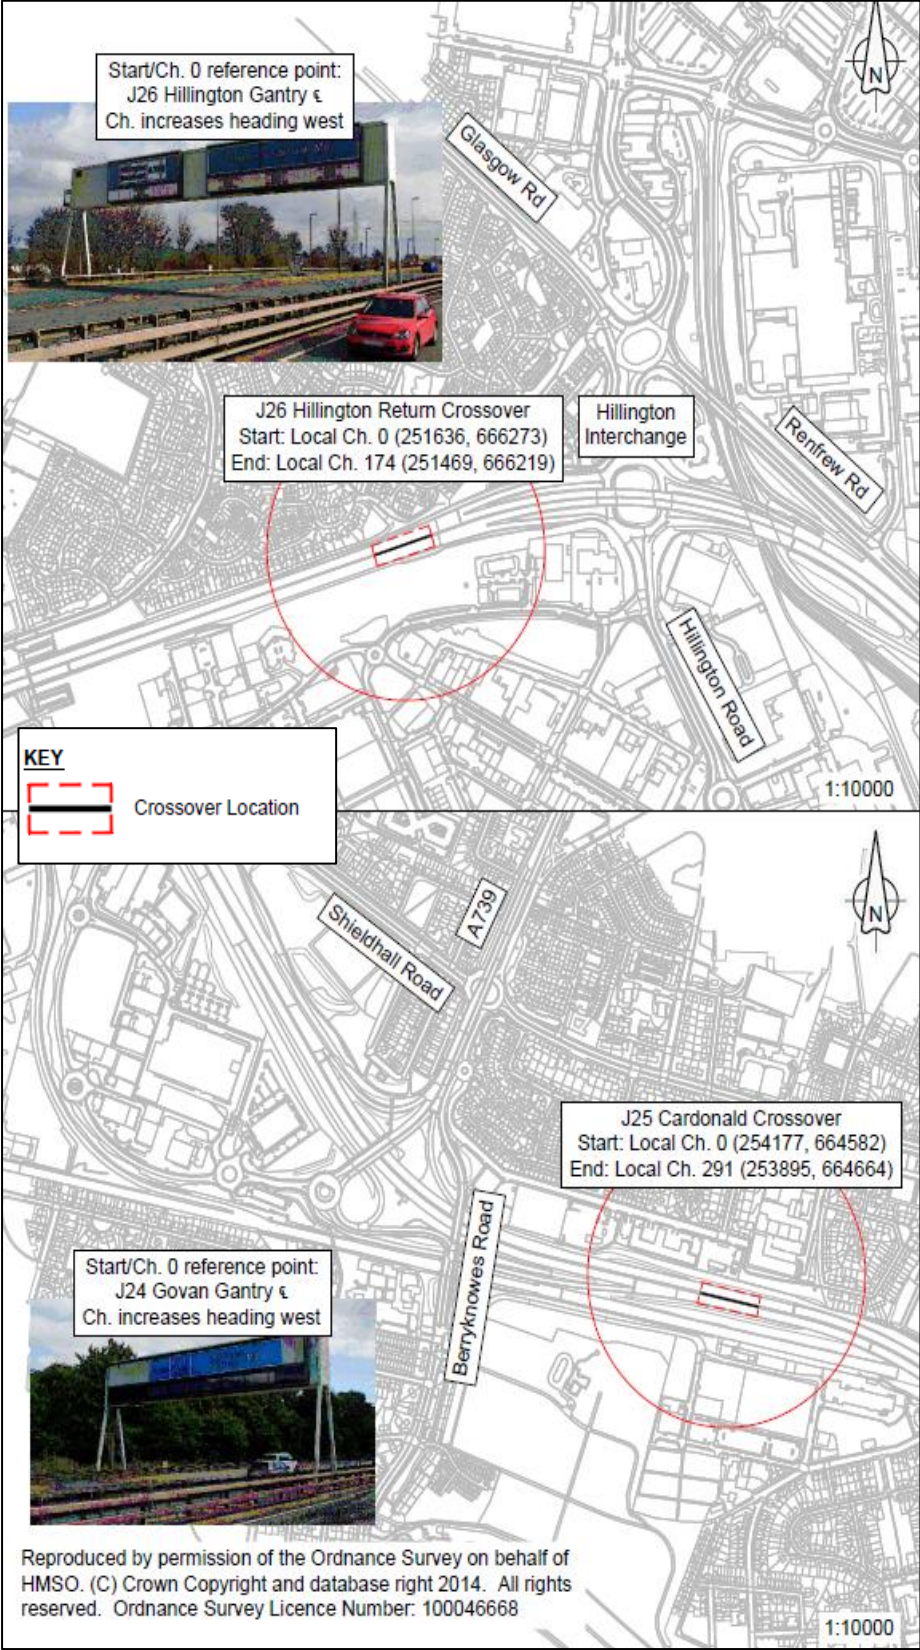 Start/Ch. 0 reference point:
J26 Hillington Gantry ℄
Ch. increases heading west
N
Glasgow Rd
J26 Hillington Return Crossover
Start: Local Ch. 0 (251636, 666273)
End: Local Ch. 174 (251469, 666219)
Hillington
Interchange
Renfrew Rd
Hillington Road
KEY
Crossover Location
1:10000
N
A739
Shieldhall Road
J25 Cardonald Crossover
Start: Local Ch. 0 (254177, 664582)
End: Local Ch. 291 (253895, 664664)
Berryknowes Road
Start/Ch. 0 reference point:
J24 Govan Gantry ℄
Ch. increases heading west
Reproduced by permission of the Ordnance Survey on behalf of
HMSO. (C) Crown Copyright and database right 2014. All rights
reserved. Ordnance Survey Licence Number: 100046668
1:10000